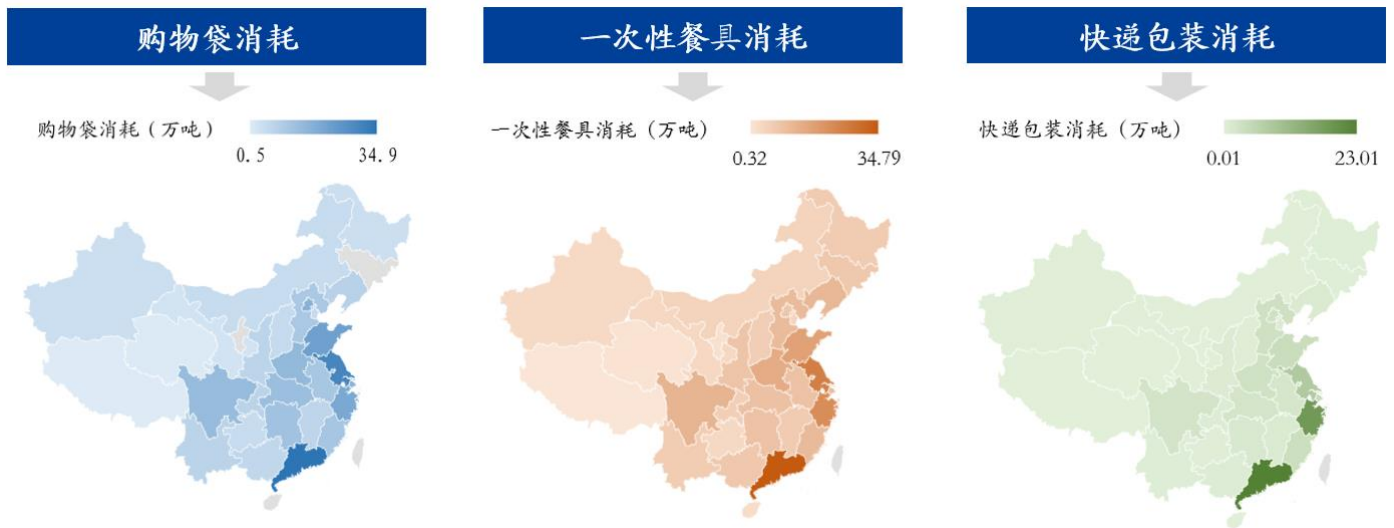 购物袋消耗
一次性餐具消耗
快递包装消耗
购物袋消耗（万吨）
0.5
34.9
一次性餐具消耗（万吨）
0.32
34.79
快递包装消耗（万吨）
0.01
23.01